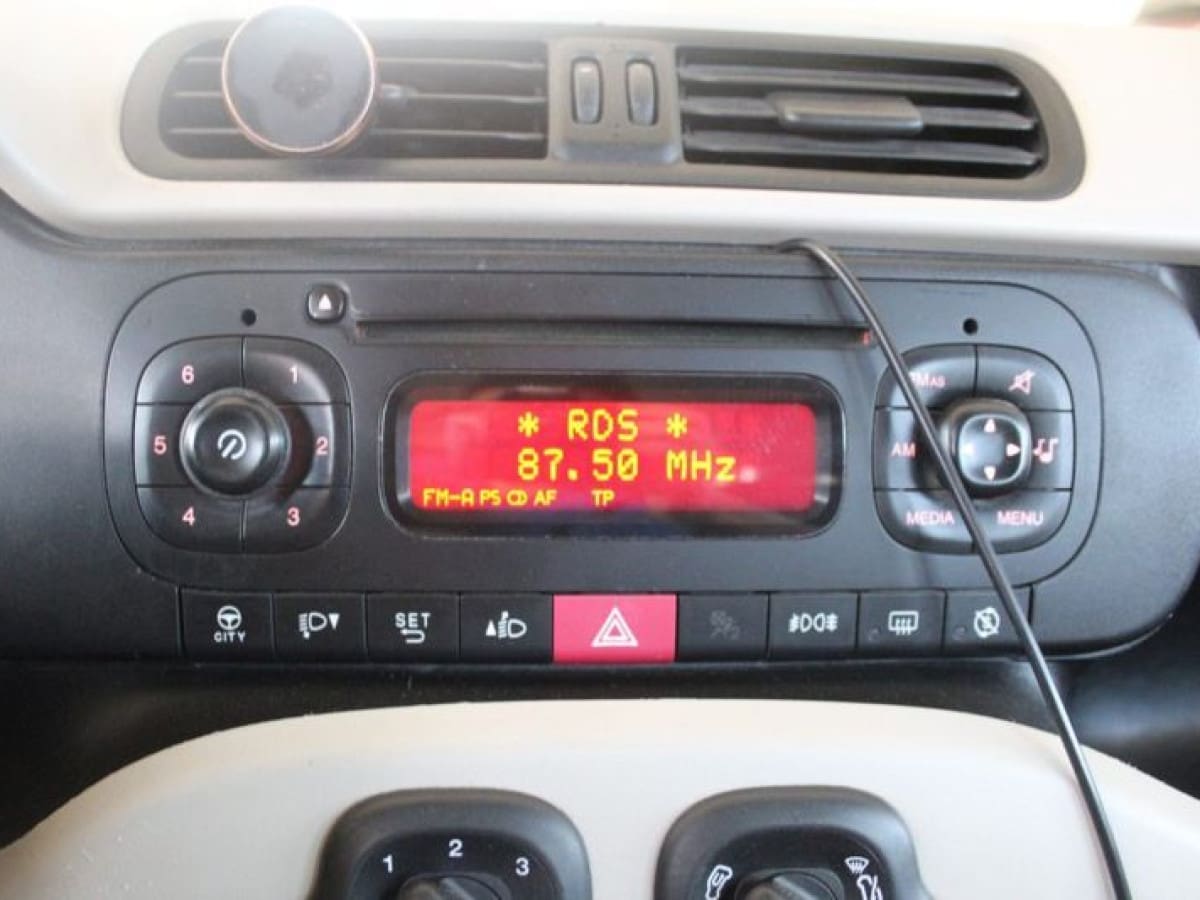 6 1
5 2
4 3
* RDS *
87.50 MHz
FM-A PS CD AF TP
AM
MEDIA MENU
CITY
SET
1 2 3